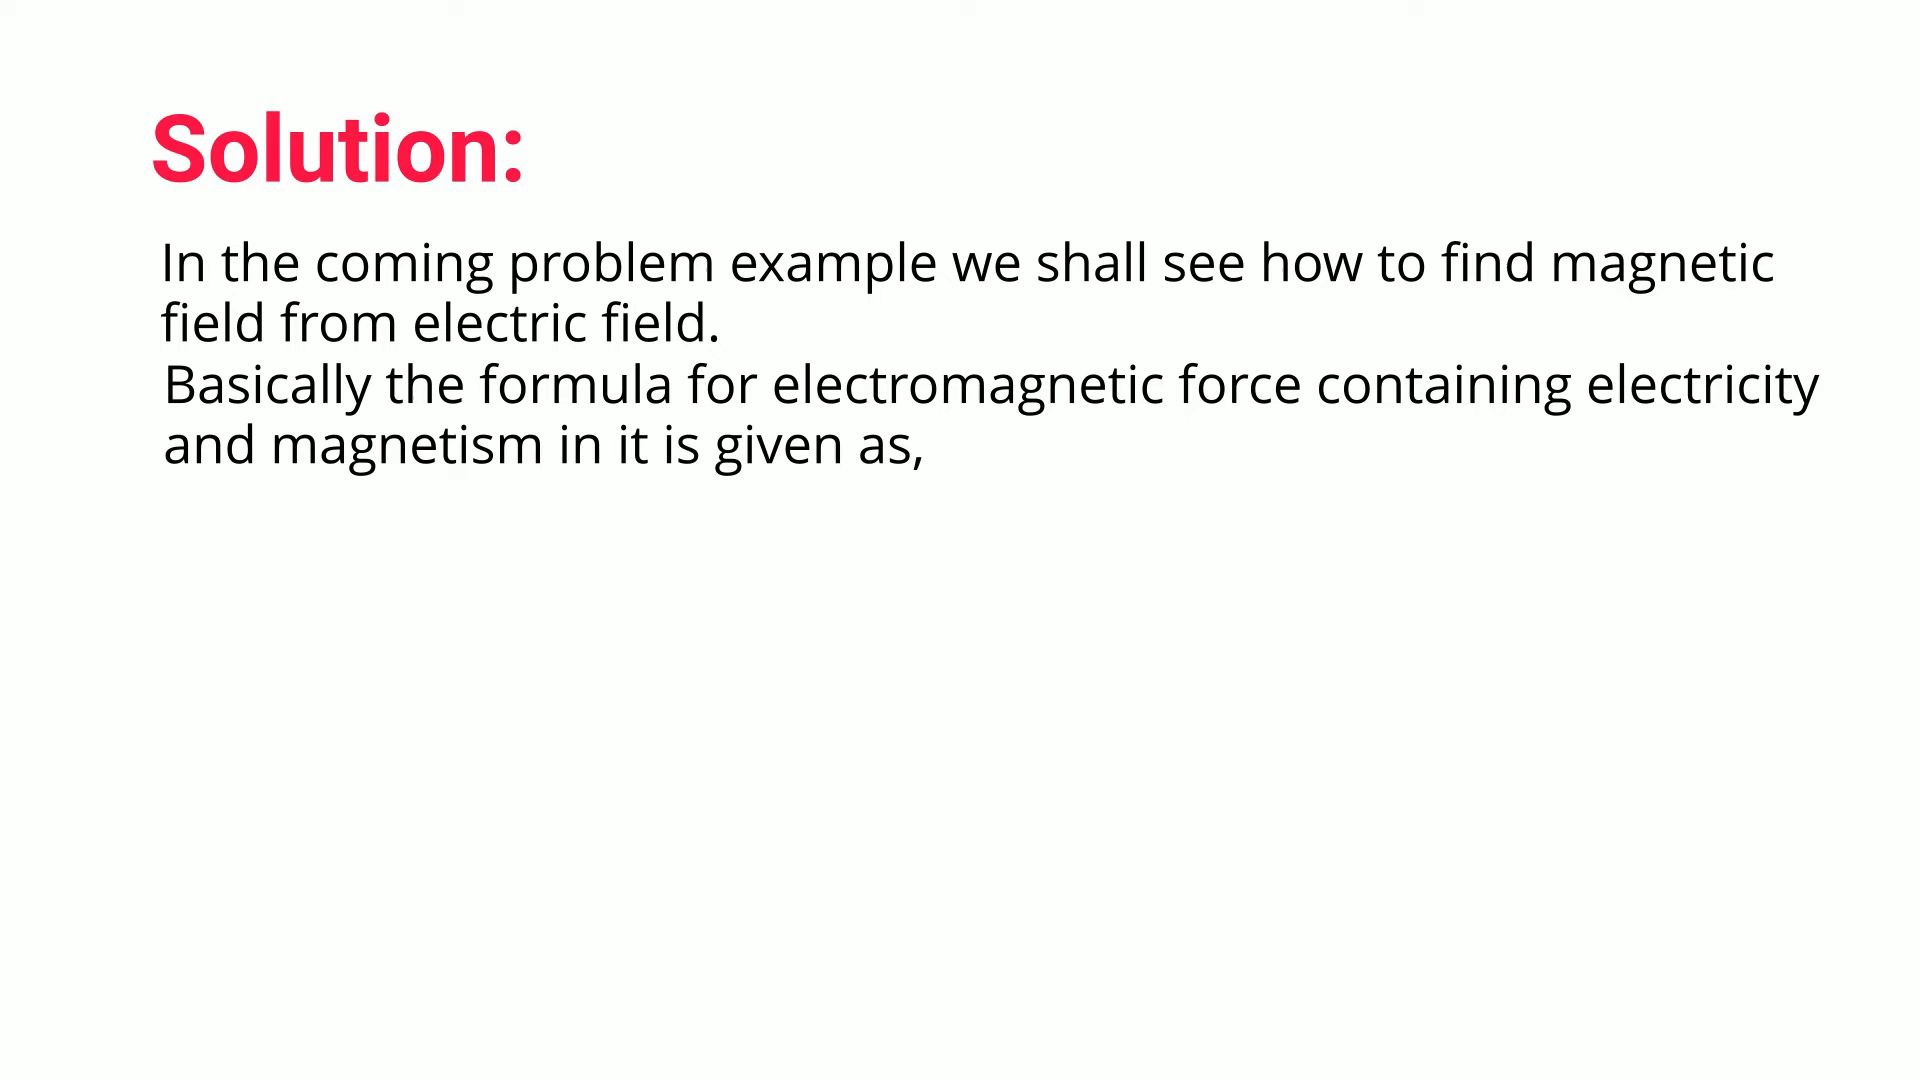 Solution:
In the coming problem example we shall see how to find magnetic
field from electric field.
Basically the formula for electromagnetic force containing electricity
and magnetism in it is given as,